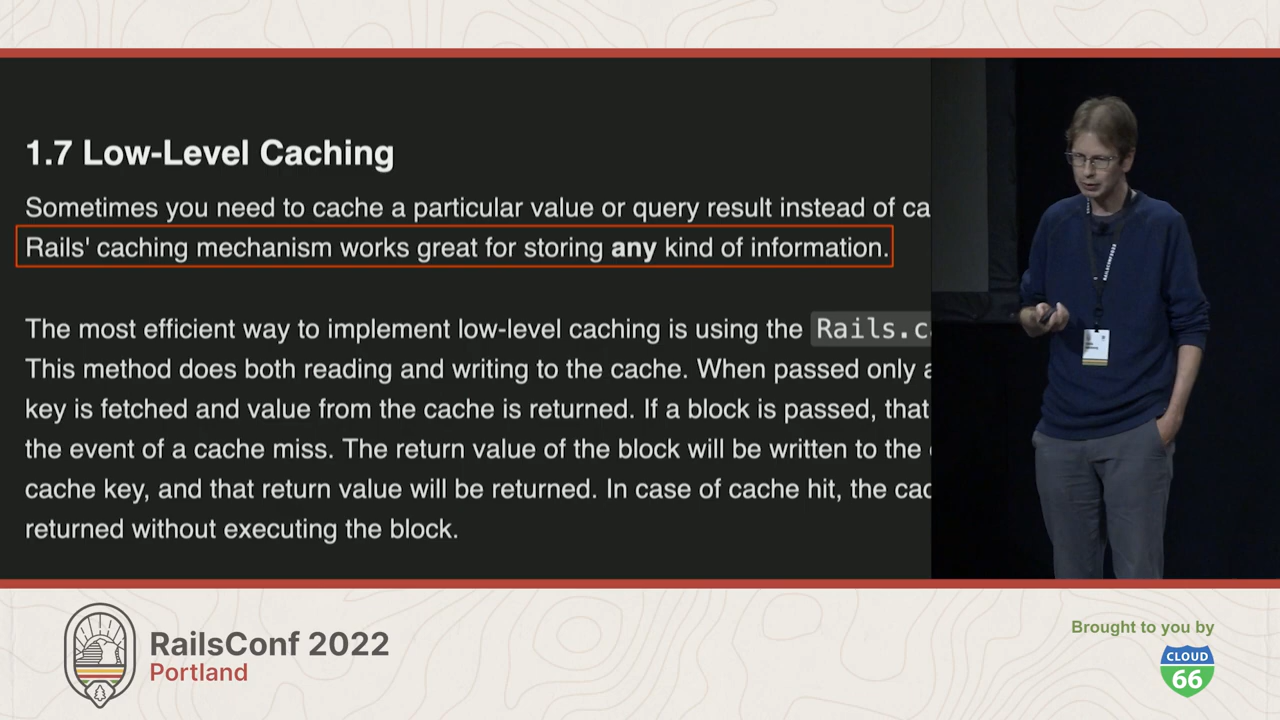 1.7 Low-Level Caching
Sometimes you need to cache a particular value or query result instead of ca
Rails' caching mechanism works great for storing any kind of information.
The most efficient way to implement low-level caching is using the Rails.c
This method does both reading and writing to the cache. When passed only a
key is fetched and value from the cache is returned. If a block is passed, that
the event of a cache miss. The return value of the block will be written to the
cache key, and that return value will be returned. In case of cache hit, the cac
returned without executing the block.
RailsConf 2022
Portland
Brought to you by
CLOUD
66